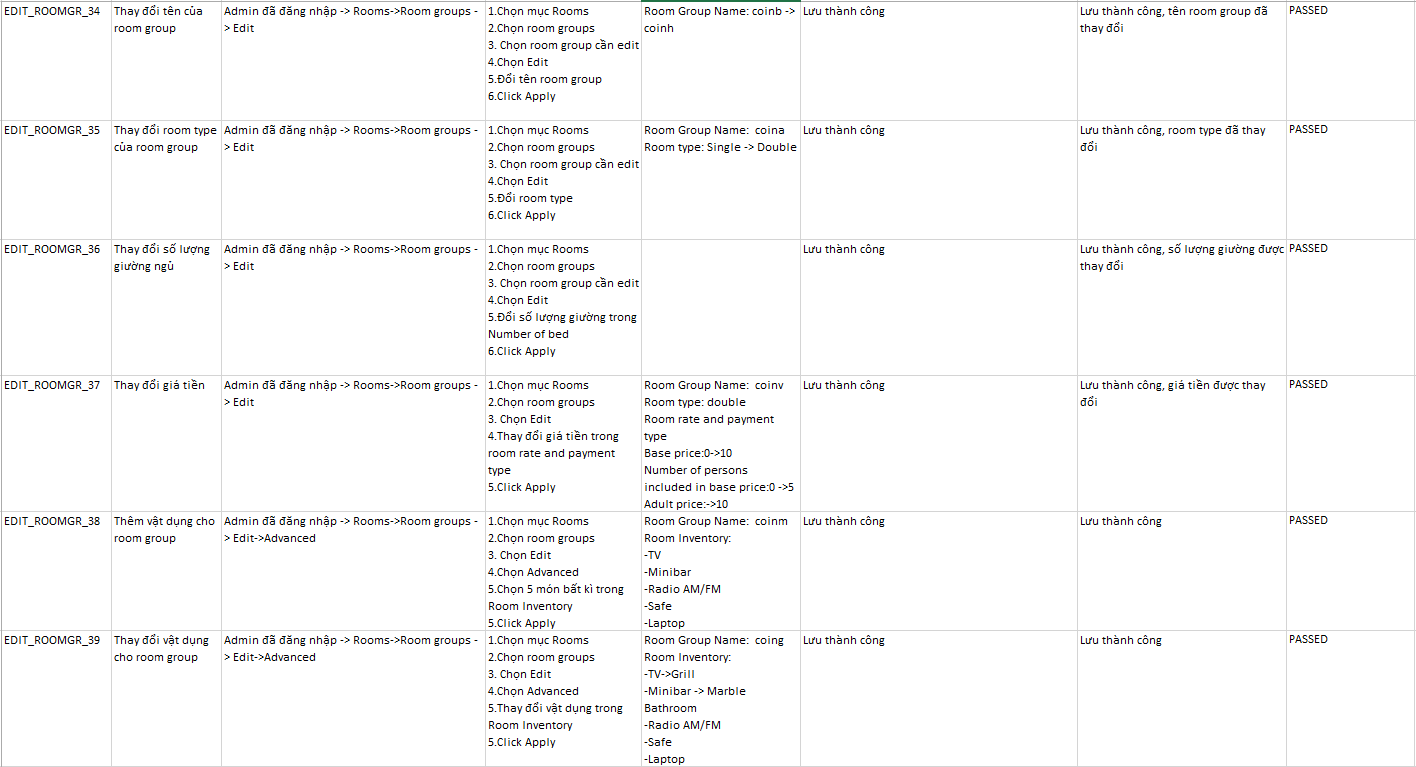 EDIT_ROOMGR_34
Thay đổi tên của
room group
Admin đã đăng nhập -> Rooms->Room groups -
> Edit
1.Chọn mục Rooms
2.Chọn room groups
3. Chọn room group cần edit
4.Chọn Edit
5.Đổi tên room group
6.Click Apply
Room Group Name: coinb ->
coinh
Lưu thành công
Lưu thành công, tên room group đã
thay đổi
PASSED
EDIT_ROOMGR_35
Thay đổi room type
của room group
Admin đã đăng nhập -> Rooms->Room groups -
> Edit
1.Chọn mục Rooms
2.Chọn room groups
3. Chọn room group cần edit
4.Chọn Edit
5.Đổi room type
6.Click Apply
Room Group Name:  coina
Room type: Single -> Double
Lưu thành công
Lưu thành công, room type đã thay
đổi
PASSED
EDIT_ROOMGR_36
Thay đổi số lượng
giường ngủ
Admin đã đăng nhập -> Rooms->Room groups -
> Edit
1.Chọn mục Rooms
2.Chọn room groups
3. Chọn room group cần edit
4.Chọn Edit
5.Đổi số lượng giường trong
Number of bed
6.Click Apply
Lưu thành công
Lưu thành công, số lượng giường được
thay đổi
PASSED
EDIT_ROOMGR_37
Thay đổi giá tiền
Admin đã đăng nhập -> Rooms->Room groups -
> Edit
1.Chọn mục Rooms
2.Chọn room groups
3. Chọn Edit
4.Thay đổi giá tiền trong
room rate and payment
type
5.Click Apply
Room Group Name:  coinv
Room type: double
Room rate and payment
type
Base price:0->10
Number of persons
included in base price:0 ->5
Adult price:->10
Lưu thành công
Lưu thành công, giá tiền được thay
đổi
PASSED
EDIT_ROOMGR_38
Thêm vật dụng cho
room group
Admin đã đăng nhập -> Rooms->Room groups -
> Edit->Advanced
1.Chọn mục Rooms
2.Chọn room groups
3. Chọn Edit
4.Chọn Advanced
5.Chọn 5 món bất kì trong
Room Inventory
5.Click Apply
Room Group Name:  coinm
Room Inventory:
-TV
-Minibar
-Radio AM/FM
-Safe
-Laptop
Lưu thành công
Lưu thành công
PASSED
EDIT_ROOMGR_39
Thay đổi vật dụng
cho room group
Admin đã đăng nhập -> Rooms->Room groups -
> Edit->Advanced
1.Chọn mục Rooms
2.Chọn room groups
3. Chọn Edit
4.Chọn Advanced
5.Thay đổi vật dụng trong
Room Inventory
5.Click Apply
Room Group Name:  coing
Room Inventory:
-TV->Grill
-Minibar -> Marble
Bathroom
-Radio AM/FM
-Safe
-Laptop
Lưu thành công
Lưu thành công
PASSED